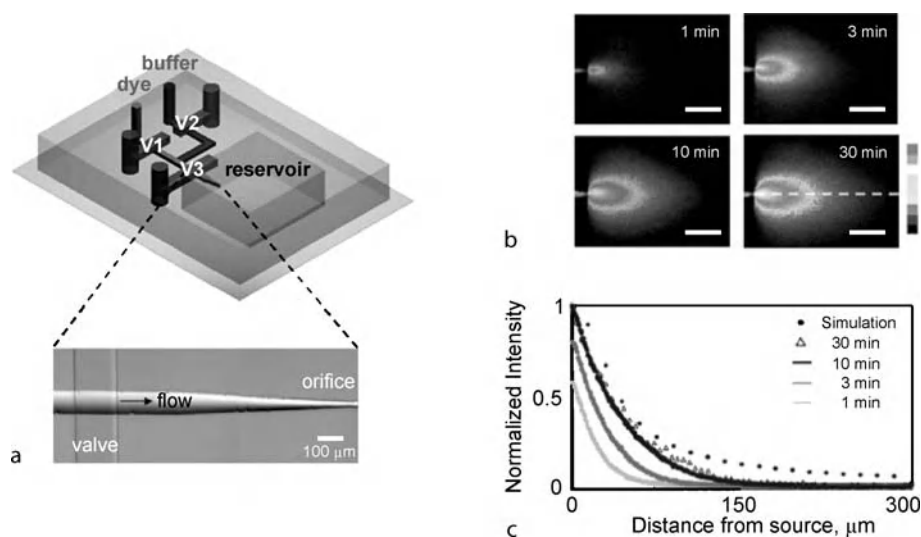 buffer
dye
V2
V1
V3
reservoir
orifice
flow
valve
100 μm
a
1 min
3 min
10 min
30 min
b
1
0.5
0
Normalized Intensity
Simulation
30 min
10 min
3 min
1 min
0
150
300
Distance from source, μm
c